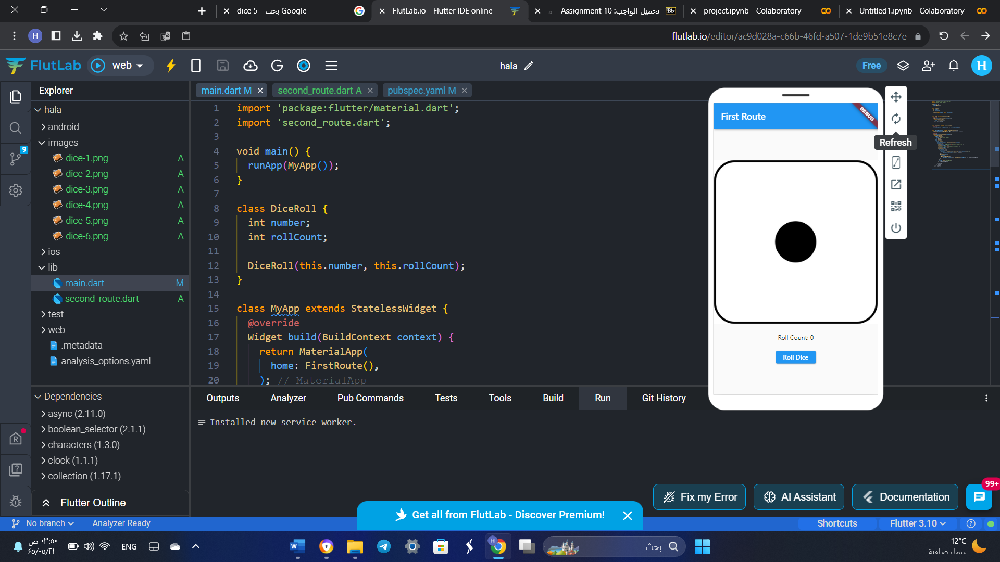 dice 5 - بحث Google
FlutLab.io - Flutter IDE online
تحميل الواجب: Assignment 10 –
Bb
project.ipynb - Colaboratory
Untitled1.ipynb - Colaboratory
H
flutlab.io/editor/ac9d028a-c66b-46fd-a507-1de9b51e8c7e
FlutLab
web
hala
Free
H
Explorer
main.dart M
second_route.dart A
pubspec.yaml M
hala
android
images
dice-1.png A
dice-2.png A
dice-3.png A
dice-4.png A
dice-5.png A
dice-6.png A
ios
lib
main.dart M
second_route.dart A
test
web
.metadata
analysis_options.yaml
9
1 import 'package:flutter/material.dart';
2 import 'second_route.dart';
3
4 void main() {
5 runApp(MyApp());
6 }
7
8 class DiceRoll {
9 int number;
10 int rollCount;
11
12 DiceRoll(this.number, this.rollCount);
13 }
14
15 class MyApp extends StatelessWidget {
16 @override
17 Widget build(BuildContext context) {
18 return MaterialApp(
19 home: FirstRoute(),
20 ); // MaterialApp
First Route
DEBUG
Refresh
Roll Count: 0
Roll Dice
Dependencies
async (2.11.0)
boolean_selector (2.1.1)
characters (1.3.0)
clock (1.1.1)
collection (1.17.1)
Flutter Outline
R
Outputs
Analyzer
Pub Commands
Tests
Tools
Build
Run
Git History
Installed new service worker.
Fix my Error
AI Assistant
Documentation
99+
Get all from FlutLab - Discover Premium!
No branch
Analyzer Ready
Shortcuts
Flutter 3.10
٠٣:٥٠ ص
٤٥/٠٥/٢١
ENG
W
H
بحث
12°C
سماء صافية